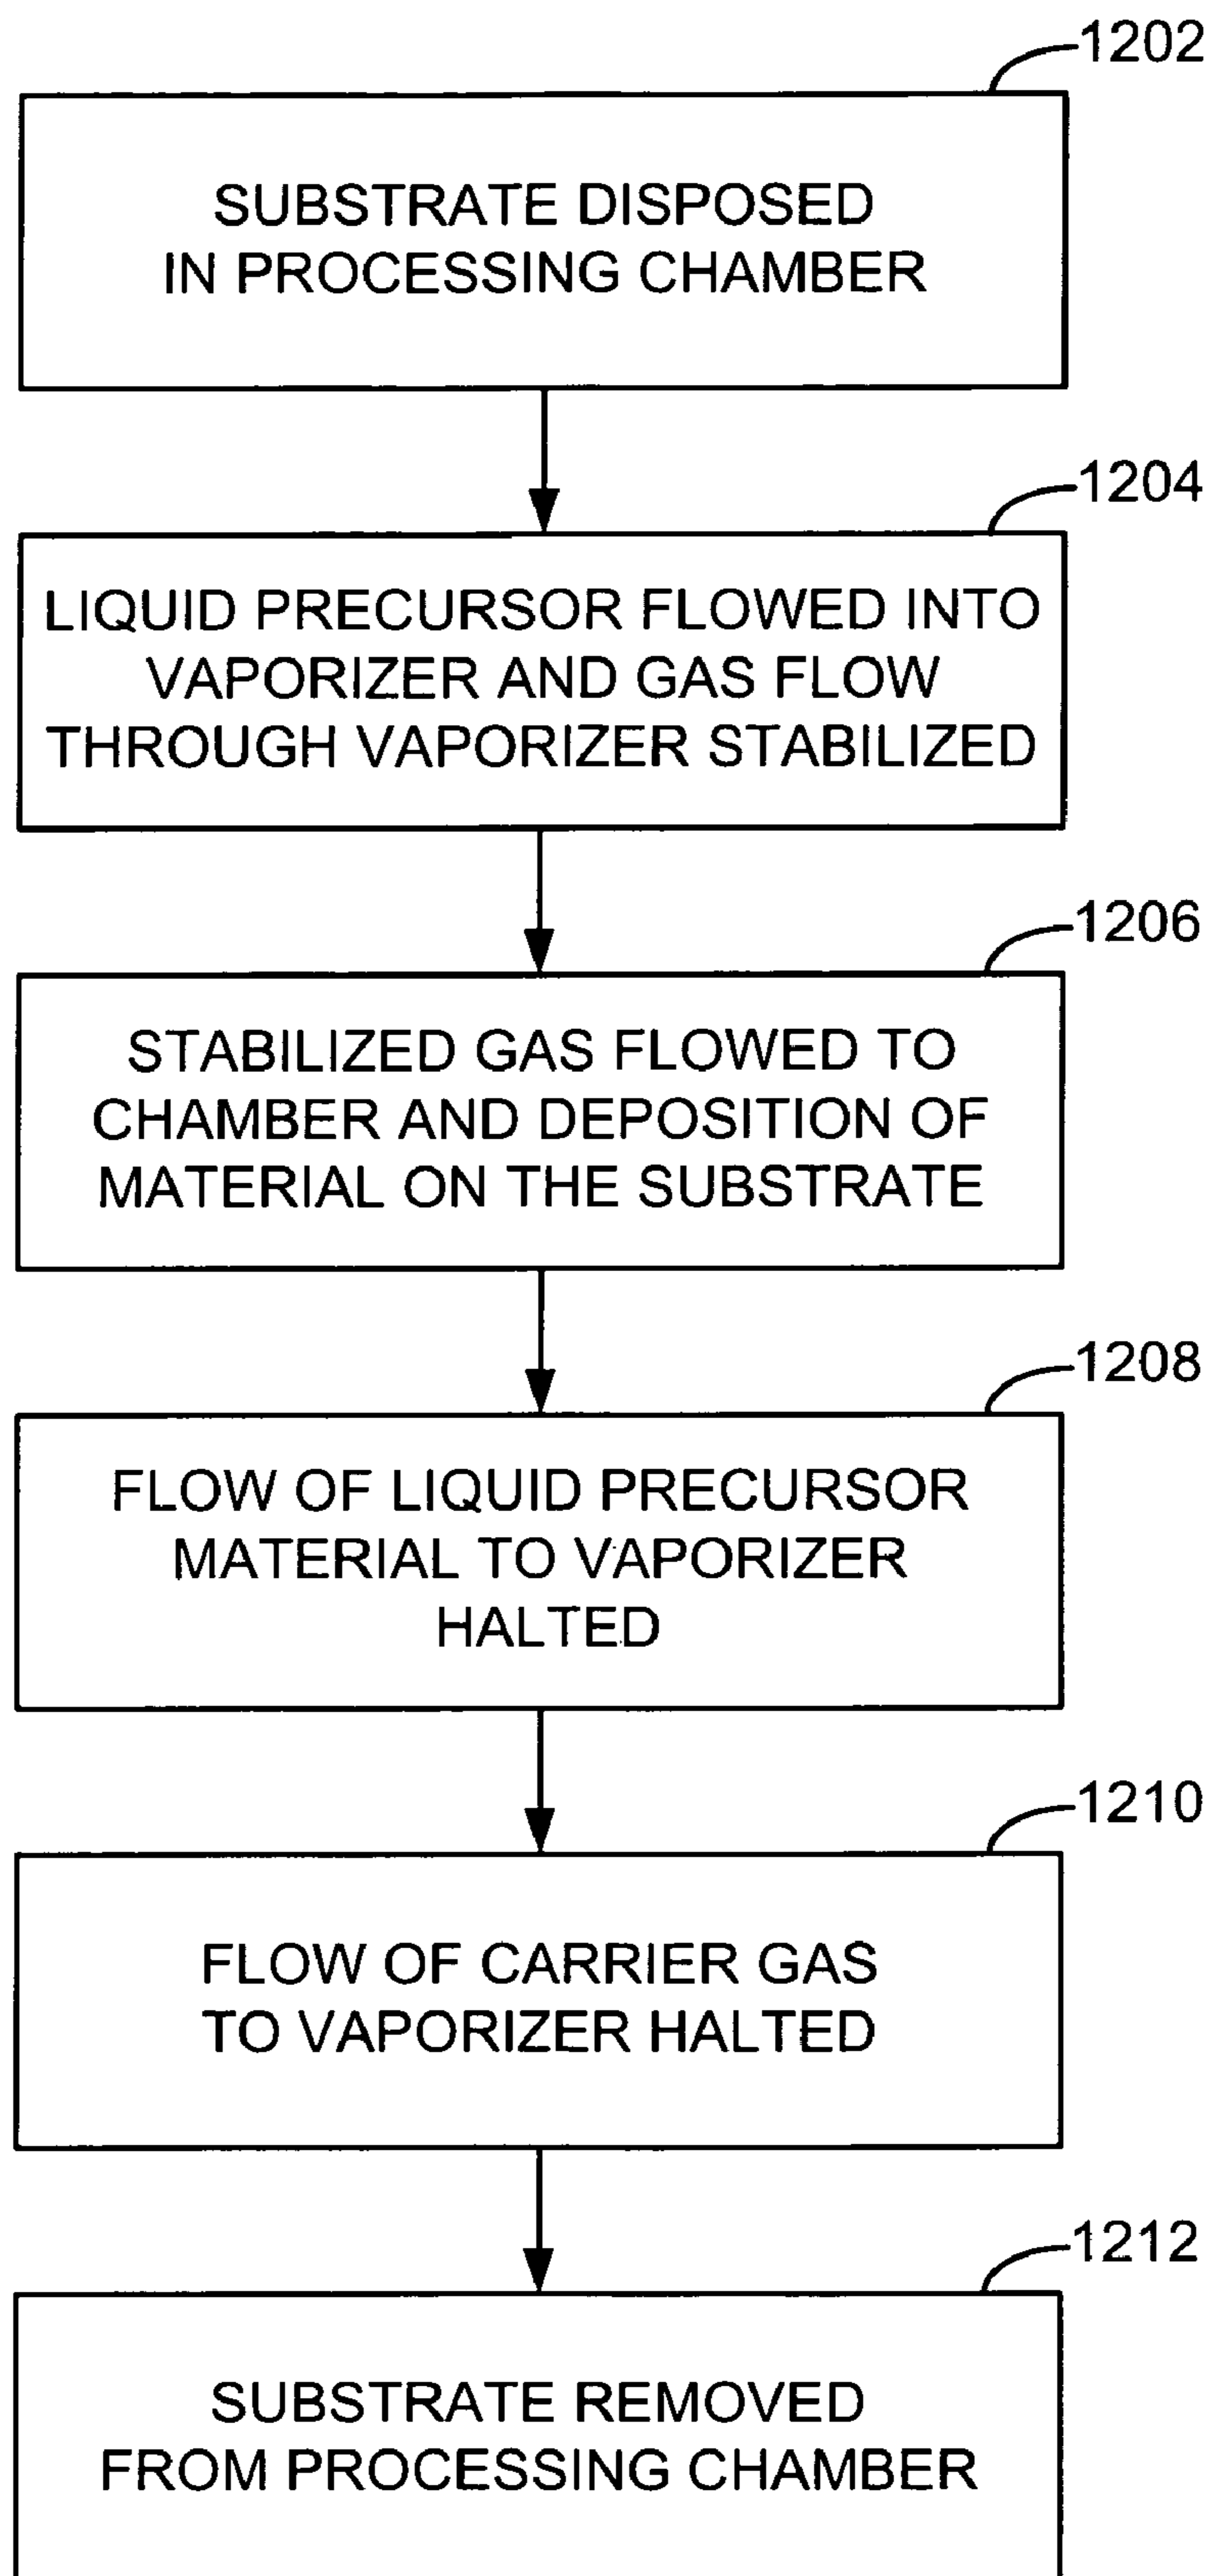 1202
SUBSTRATE DISPOSED
IN PROCESSING CHAMBER
1204
LIQUID PRECURSOR FLOWED INTO
VAPORIZER AND GAS FLOW
THROUGH VAPORIZER STABILIZED
1206
STABILIZED GAS FLOWED TO
CHAMBER AND DEPOSITION OF
MATERIAL ON THE SUBSTRATE
1208
FLOW OF LIQUID PRECURSOR
MATERIAL TO VAPORIZER
HALTED
1210
FLOW OF CARRIER GAS
TO VAPORIZER HALTED
1212
SUBSTRATE REMOVED
FROM PROCESSING CHAMBER